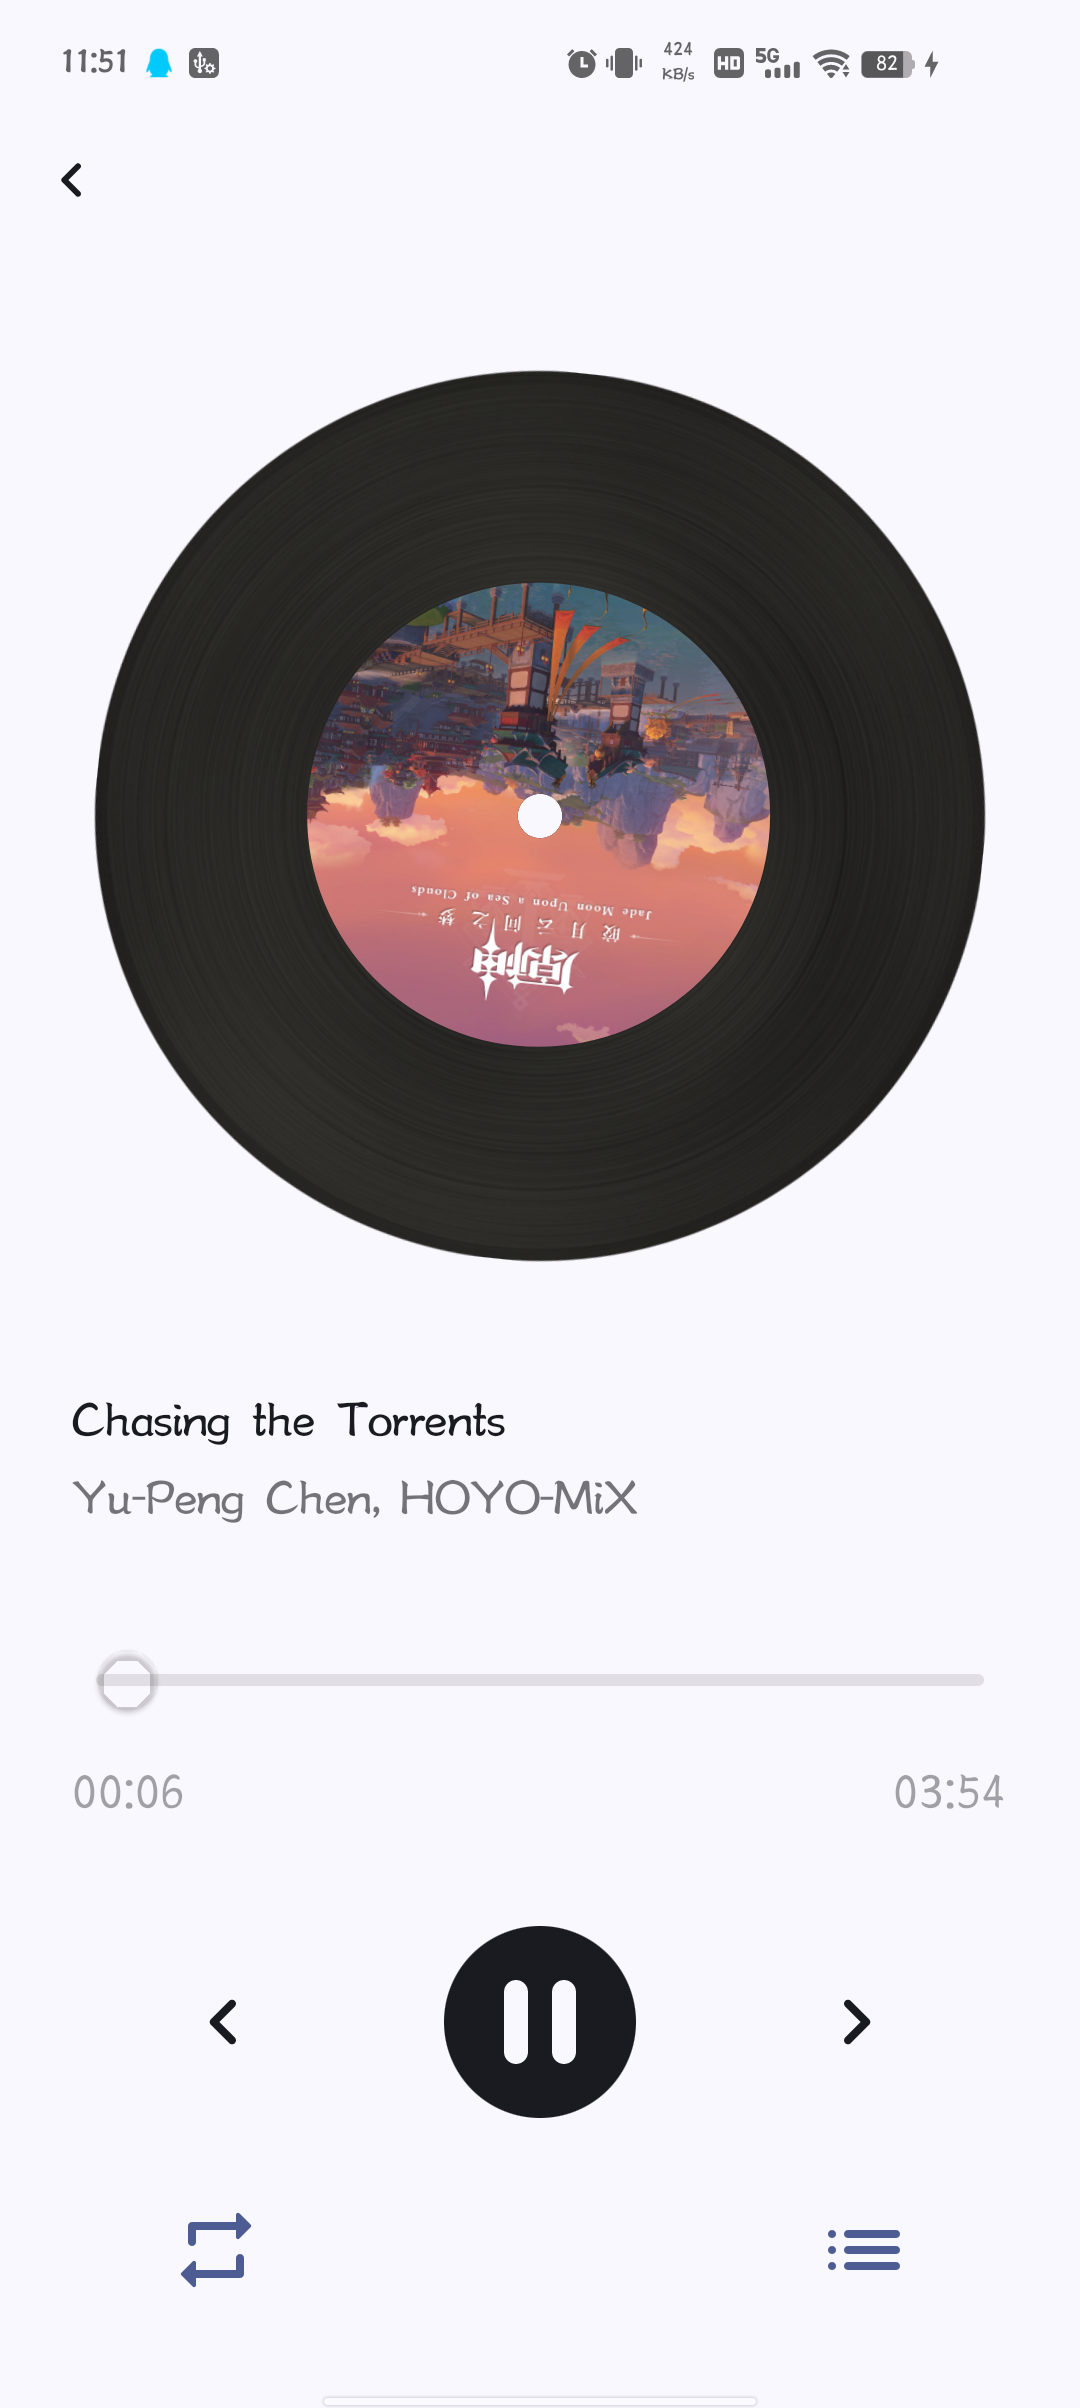 11:51 424 KB/s HD 5G 82
Jade Moon Upon a Sea of Clouds
皎月云间之梦
原神
Chasing the Torrents
Yu-Peng Chen, HOYO-MiX
00:06 03:54